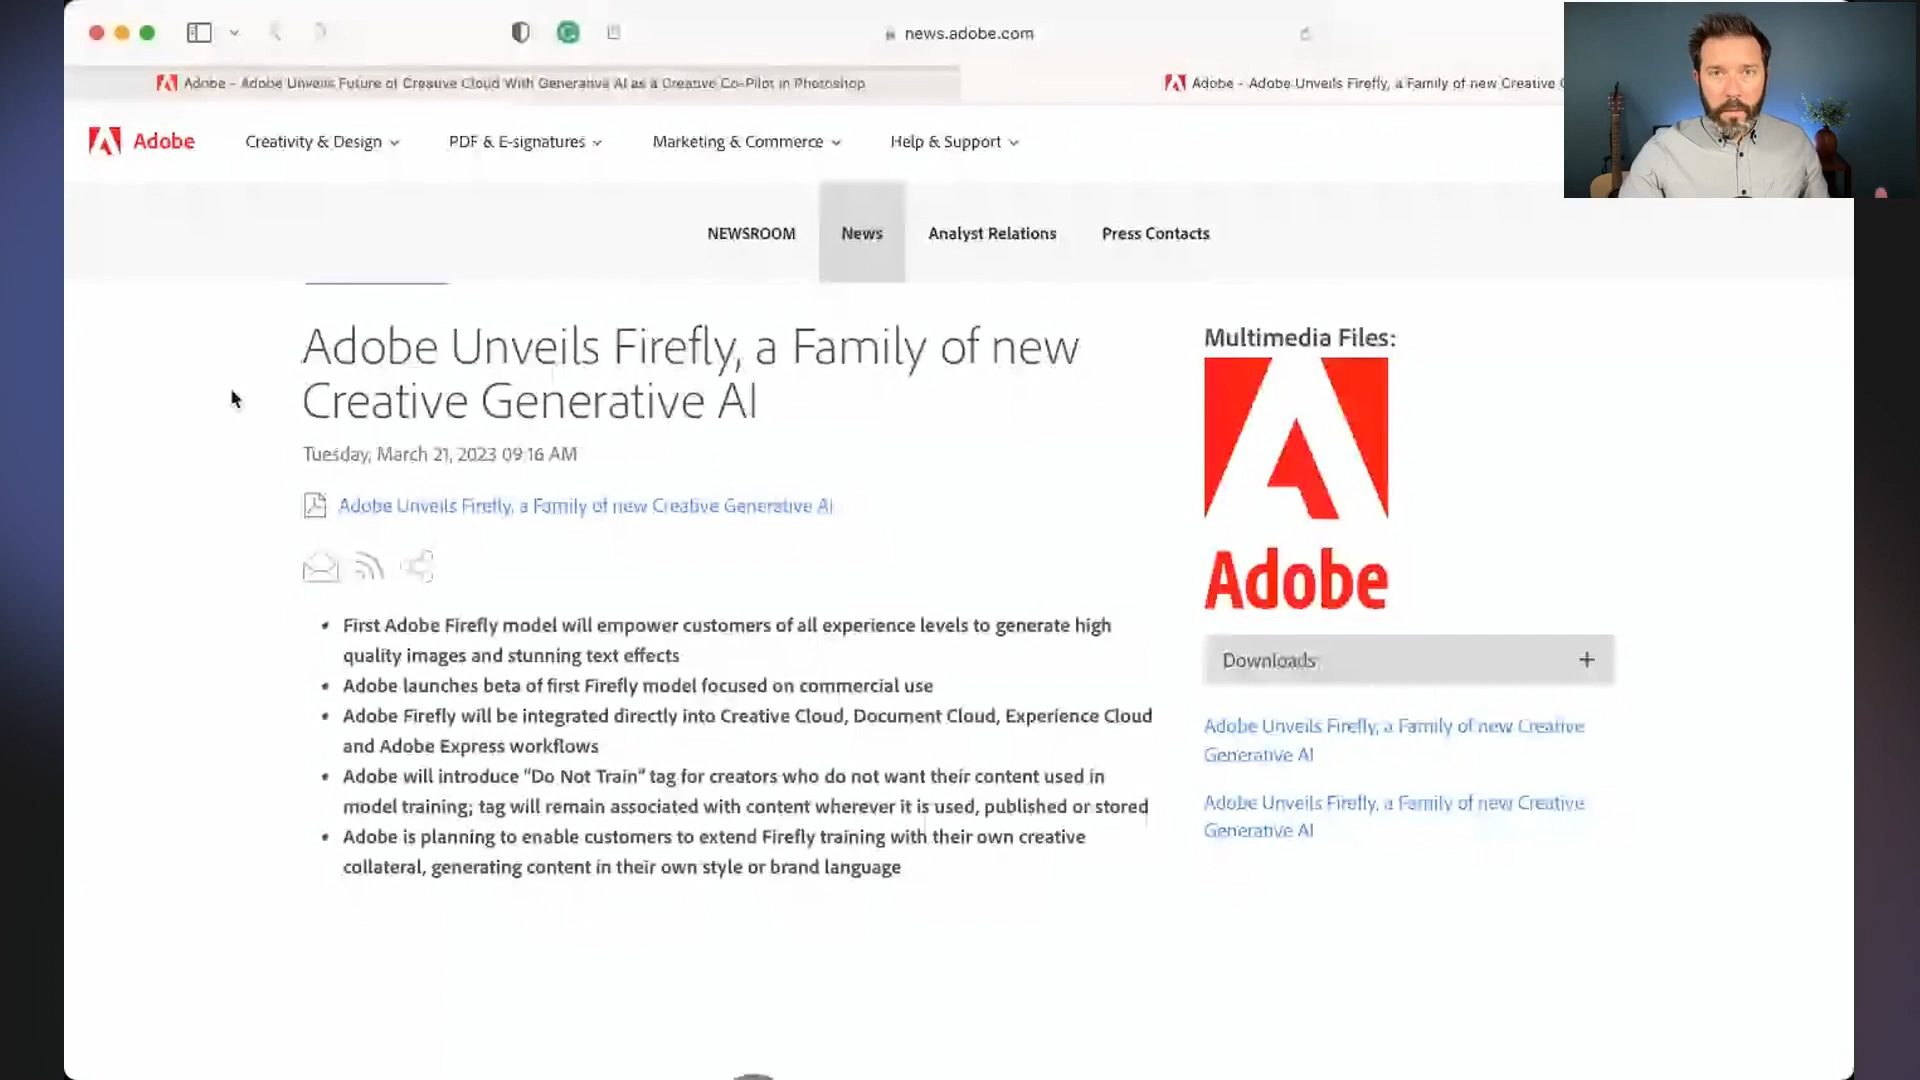 news.adobe.com
Adobe - Adobe Unveils Future of Creative Cloud With Generative AI as a Creative Co-Pilot in Photoshop
Adobe - Adobe Unveils Firefly, a Family of new Creative
Adobe
Creativity & Design
PDF & E-signatures
Marketing & Commerce
Help & Support
NEWSROOM
News
Analyst Relations
Press Contacts
Adobe Unveils Firefly, a Family of new
Creative Generative AI
Tuesday, March 21, 2023 09:16 AM
Adobe Unveils Firefly, a Family of new Creative Generative AI
• First Adobe Firefly model will empower customers of all experience levels to generate high
quality images and stunning text effects
• Adobe launches beta of first Firefly model focused on commercial use
• Adobe Firefly will be integrated directly into Creative Cloud, Document Cloud, Experience Cloud
and Adobe Express workflows
• Adobe will introduce “Do Not Train” tag for creators who do not want their content used in
model training; tag will remain associated with content wherever it is used, published or stored
• Adobe is planning to enable customers to extend Firefly training with their own creative
collateral, generating content in their own style or brand language
Multimedia Files:
Adobe
Downloads +
Adobe Unveils Firefly, a Family of new Creative
Generative AI
Adobe Unveils Firefly, a Family of new Creative
Generative AI